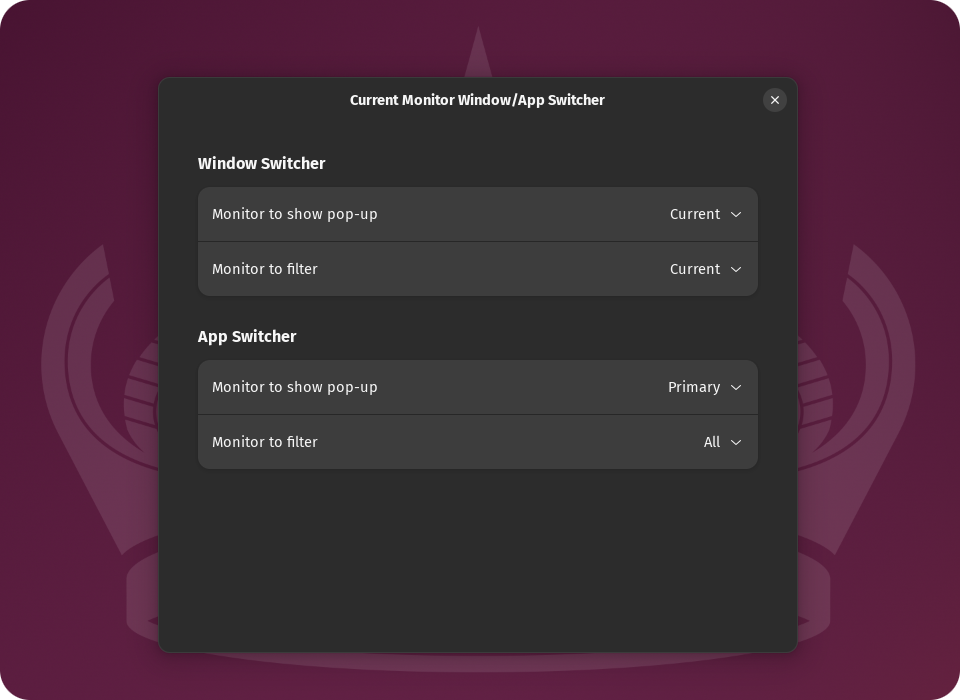 Current Monitor Window/App Switcher
Window Switcher
Monitor to show pop-up Current
Monitor to filter Current
App Switcher
Monitor to show pop-up Primary
Monitor to filter All